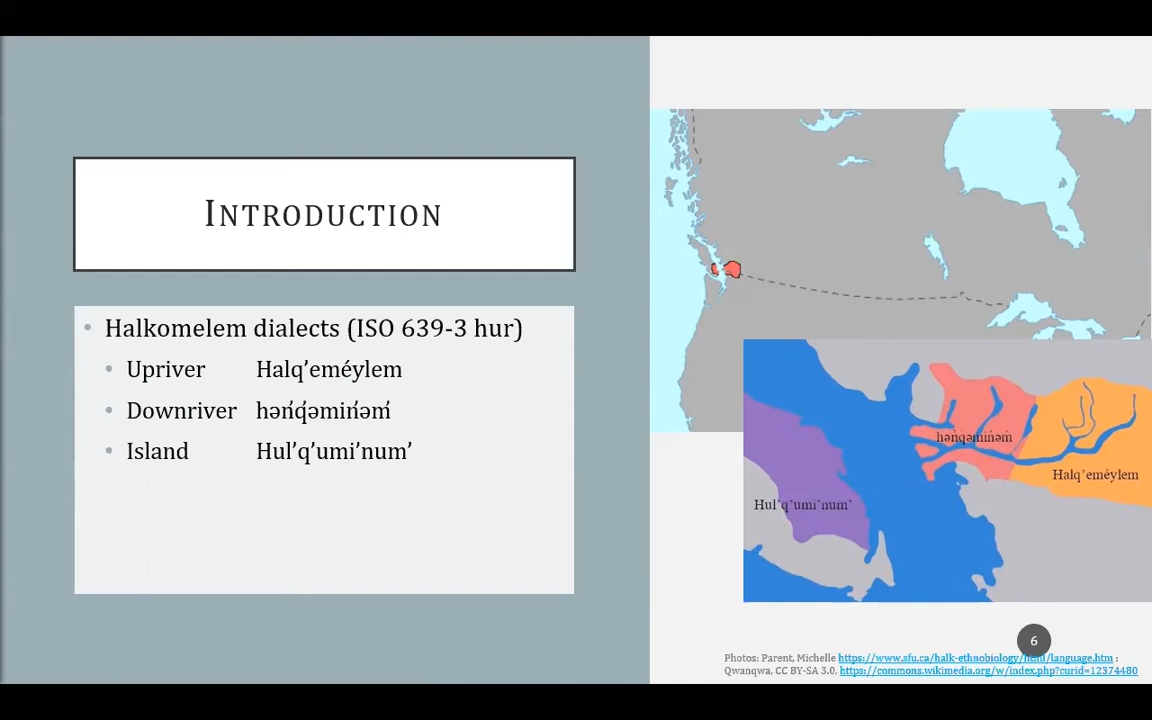 INTRODUCTION
• Halkomelem dialects (ISO 639-3 hur)
• Upriver Halq’eméylem
• Downriver hən̓q̓əmin̓əm̓
• Island Hul’q’umi’num’
hən̓q̓əmin̓əm̓
Halq’eméylem
Hul’q’umi’num’
6
Photos: Parent, Michelle https://www.sfu.ca/halk-ethnobiology/html/language.htm ;
Qwanqwa, CC BY-SA 3.0, https://commons.wikimedia.org/w/index.php?curid=12374480